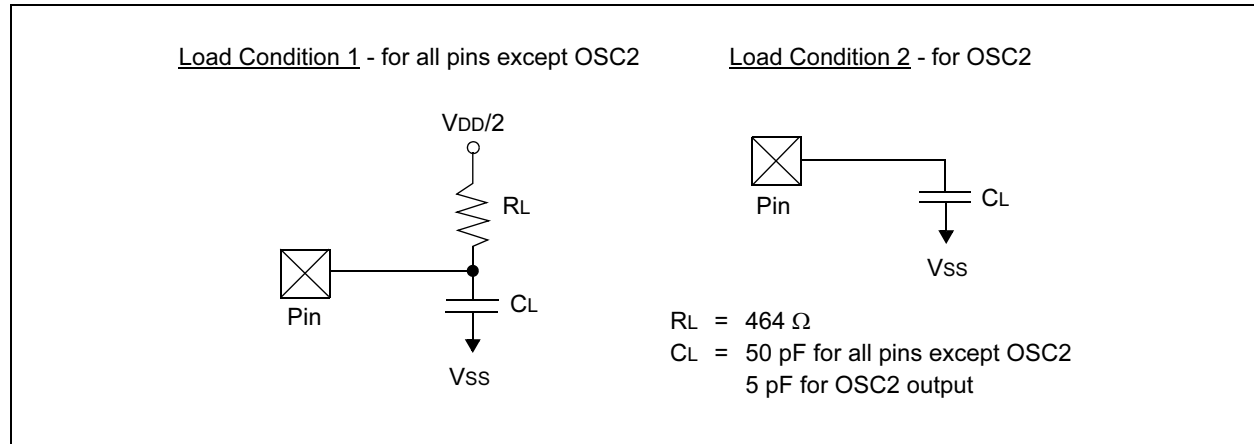 Load Condition 1 - for all pins except OSC2
VDD/2
RL
Pin
CL
VSS
Load Condition 2 - for OSC2
Pin
CL
VSS
RL = 464 Ω
CL = 50 pF for all pins except OSC2
5 pF for OSC2 output